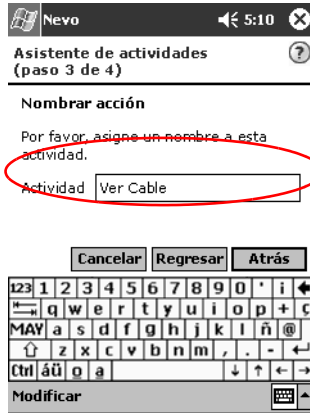 Nevo 5:10
Asistente de actividades
(paso 3 de 4)
Nombrar acción
Por favor, asigne un nombre a esta
actividad.
Actividad Ver Cable
Cancelar Regresar Atrás
123 1 2 3 4 5 6 7 8 9 0 ' ¡
q w e r t y u i o p + ç
MAY a s d f g h j k l ñ @
z x c v b n m , . -
Ctrl áü º ª
Modificar